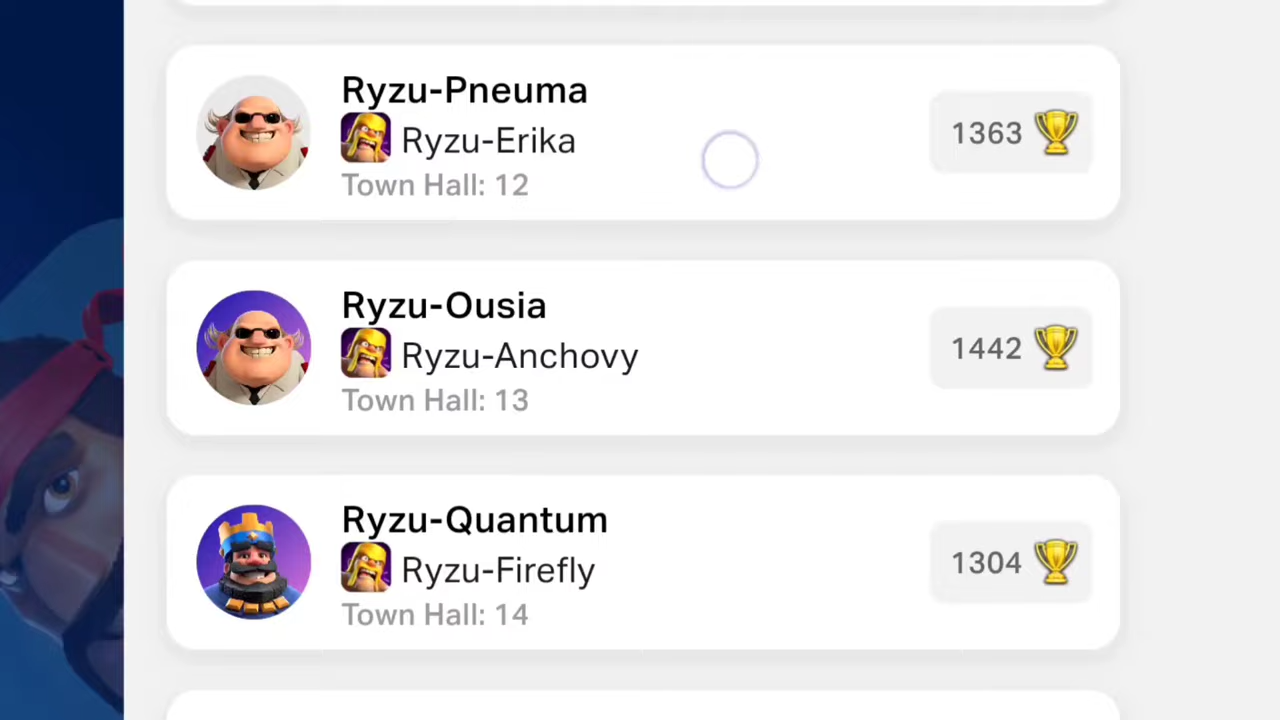 Ryzu-Pneuma
Ryzu-Erika
Town Hall: 12
1363
Ryzu-Ousia
Ryzu-Anchovy
Town Hall: 13
1442
Ryzu-Quantum
Ryzu-Firefly
Town Hall: 14
1304